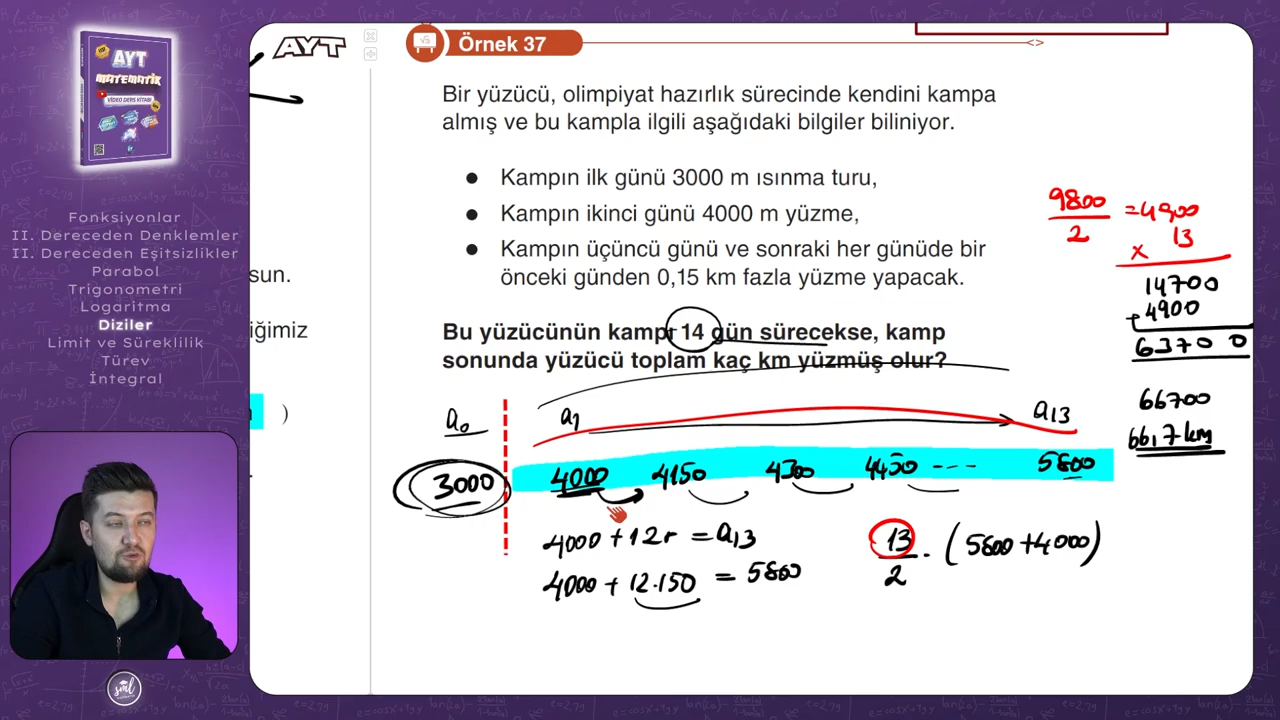 AYT
MATEMATİK
VİDEO DERS KİTABI
Fonksiyonlar
II. Dereceden Denklemler
II. Dereceden Eşitsizlikler
Parabol
Trigonometri
Logaritma
Diziler
Limit ve Süreklilik
Türev
İntegral
sml
AYT
sun.
iğimiz
)
Örnek 37
Bir yüzücü, olimpiyat hazırlık sürecinde kendini kampa
almış ve bu kampla ilgili aşağıdaki bilgiler biliniyor.
• Kampın ilk günü 3000 m ısınma turu,
• Kampın ikinci günü 4000 m yüzme,
• Kampın üçüncü günü ve sonraki her günüde bir
önceki günden 0,15 km fazla yüzme yapacak.
Bu yüzücünün kampı 14 gün sürecekse, kamp
sonunda yüzücü toplam kaç km yüzmüş olur?
a₀ a₁ a₁₃
3000 4000 4150 4300 4450 --- 5800
4000 + 12r = a₁₃
4000 + 12.150 = 5800
13/2 . (5800 + 4000)
9800/2 = 4900
x 13
14700
+ 4900
63700
66700
66,7 km